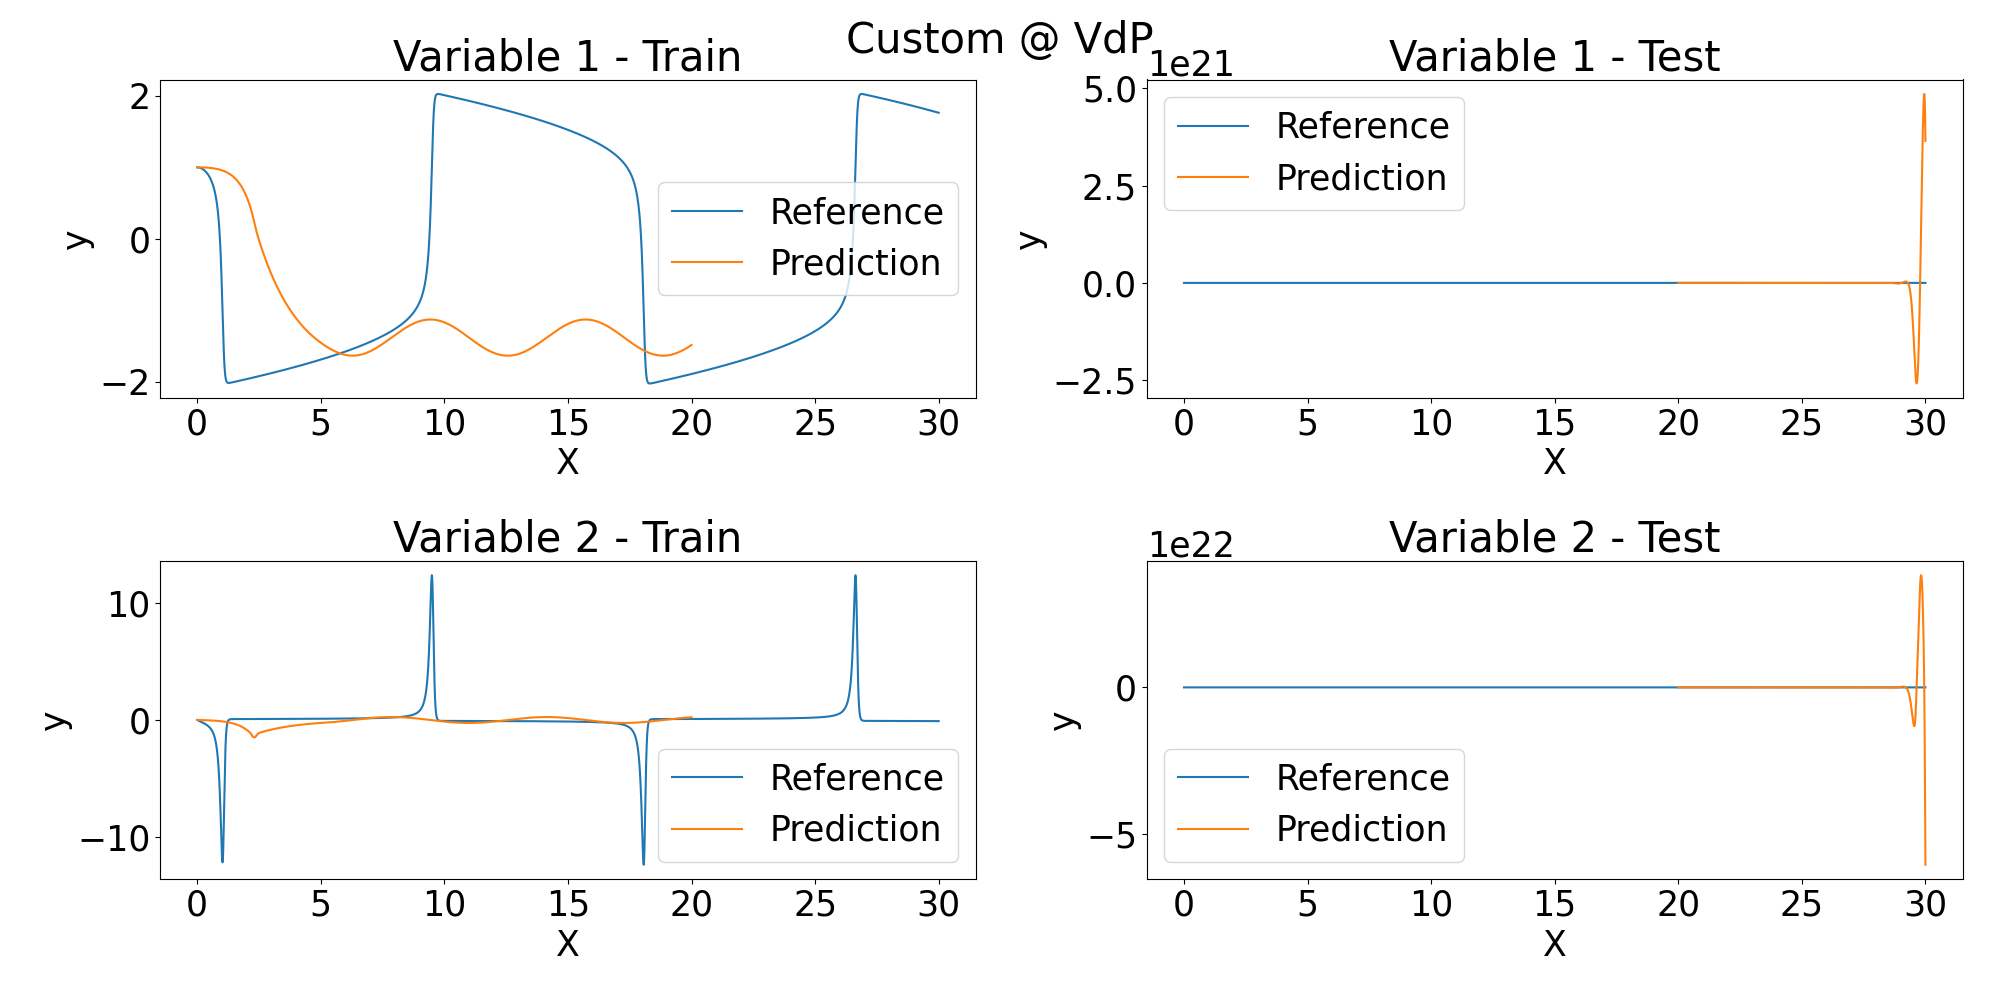 Custom @ VdP
Variable 1 - Train
2
0
−2
y
0 5 10 15 20 25 30
X
Reference
Prediction
Variable 1 - Test
1e21
5.0
2.5
0.0
−2.5
y
0 5 10 15 20 25 30
X
Reference
Prediction
Variable 2 - Train
10
0
−10
y
0 5 10 15 20 25 30
X
Reference
Prediction
Variable 2 - Test
1e22
0
−5
y
0 5 10 15 20 25 30
X
Reference
Prediction